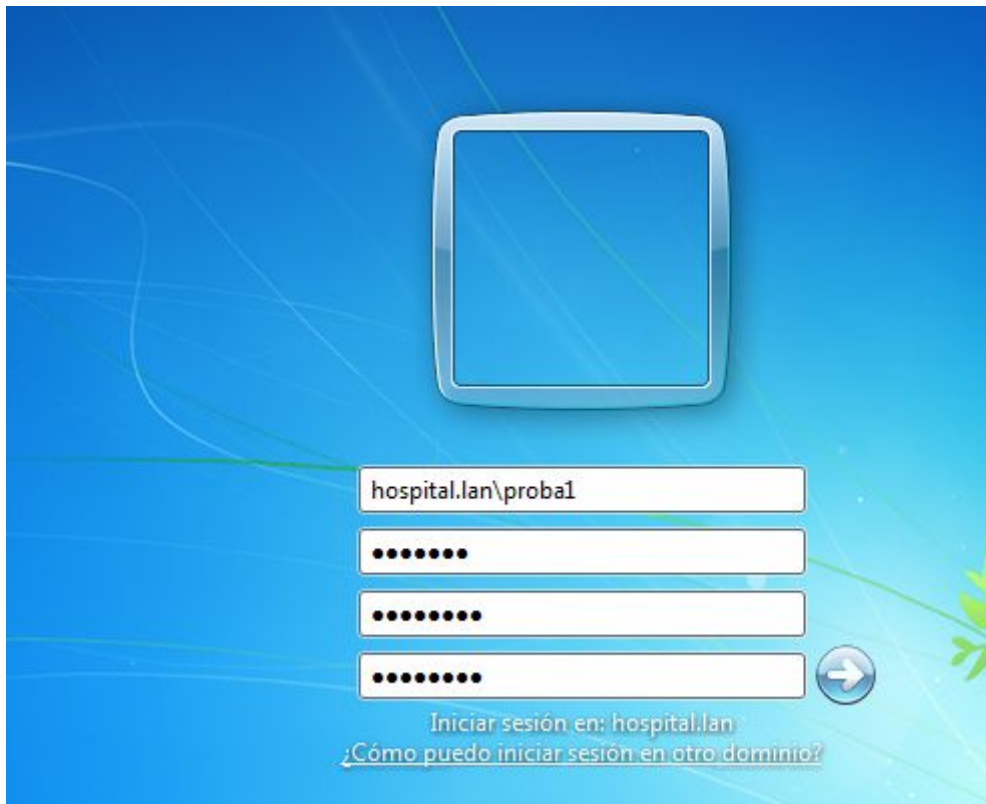 hospital.lan\proba1
●●●●●●●
●●●●●●●●
●●●●●●●●
Iniciar sesión en: hospital.lan
¿Cómo puedo iniciar sesión en otro dominio?